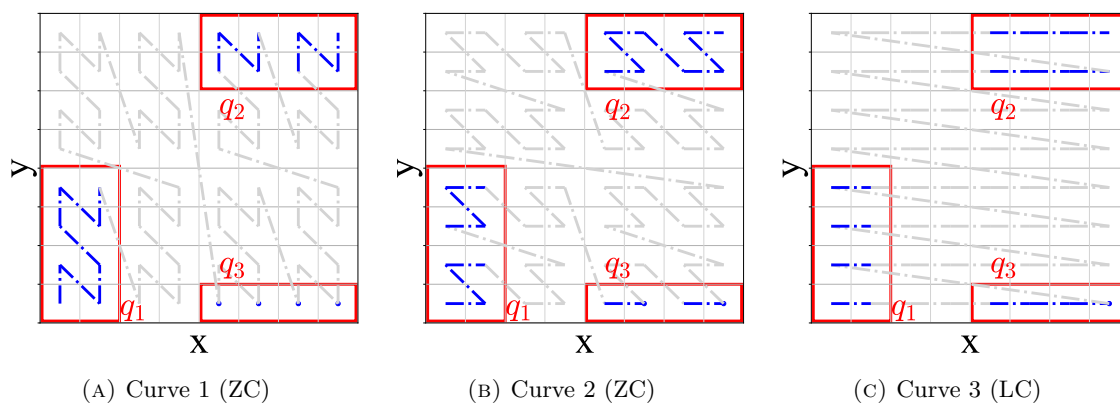 q2 q2 q2
y y y
q3 q3 q3
q1 q1 q1
x x x
(A) Curve 1 (ZC) (B) Curve 2 (ZC) (C) Curve 3 (LC)